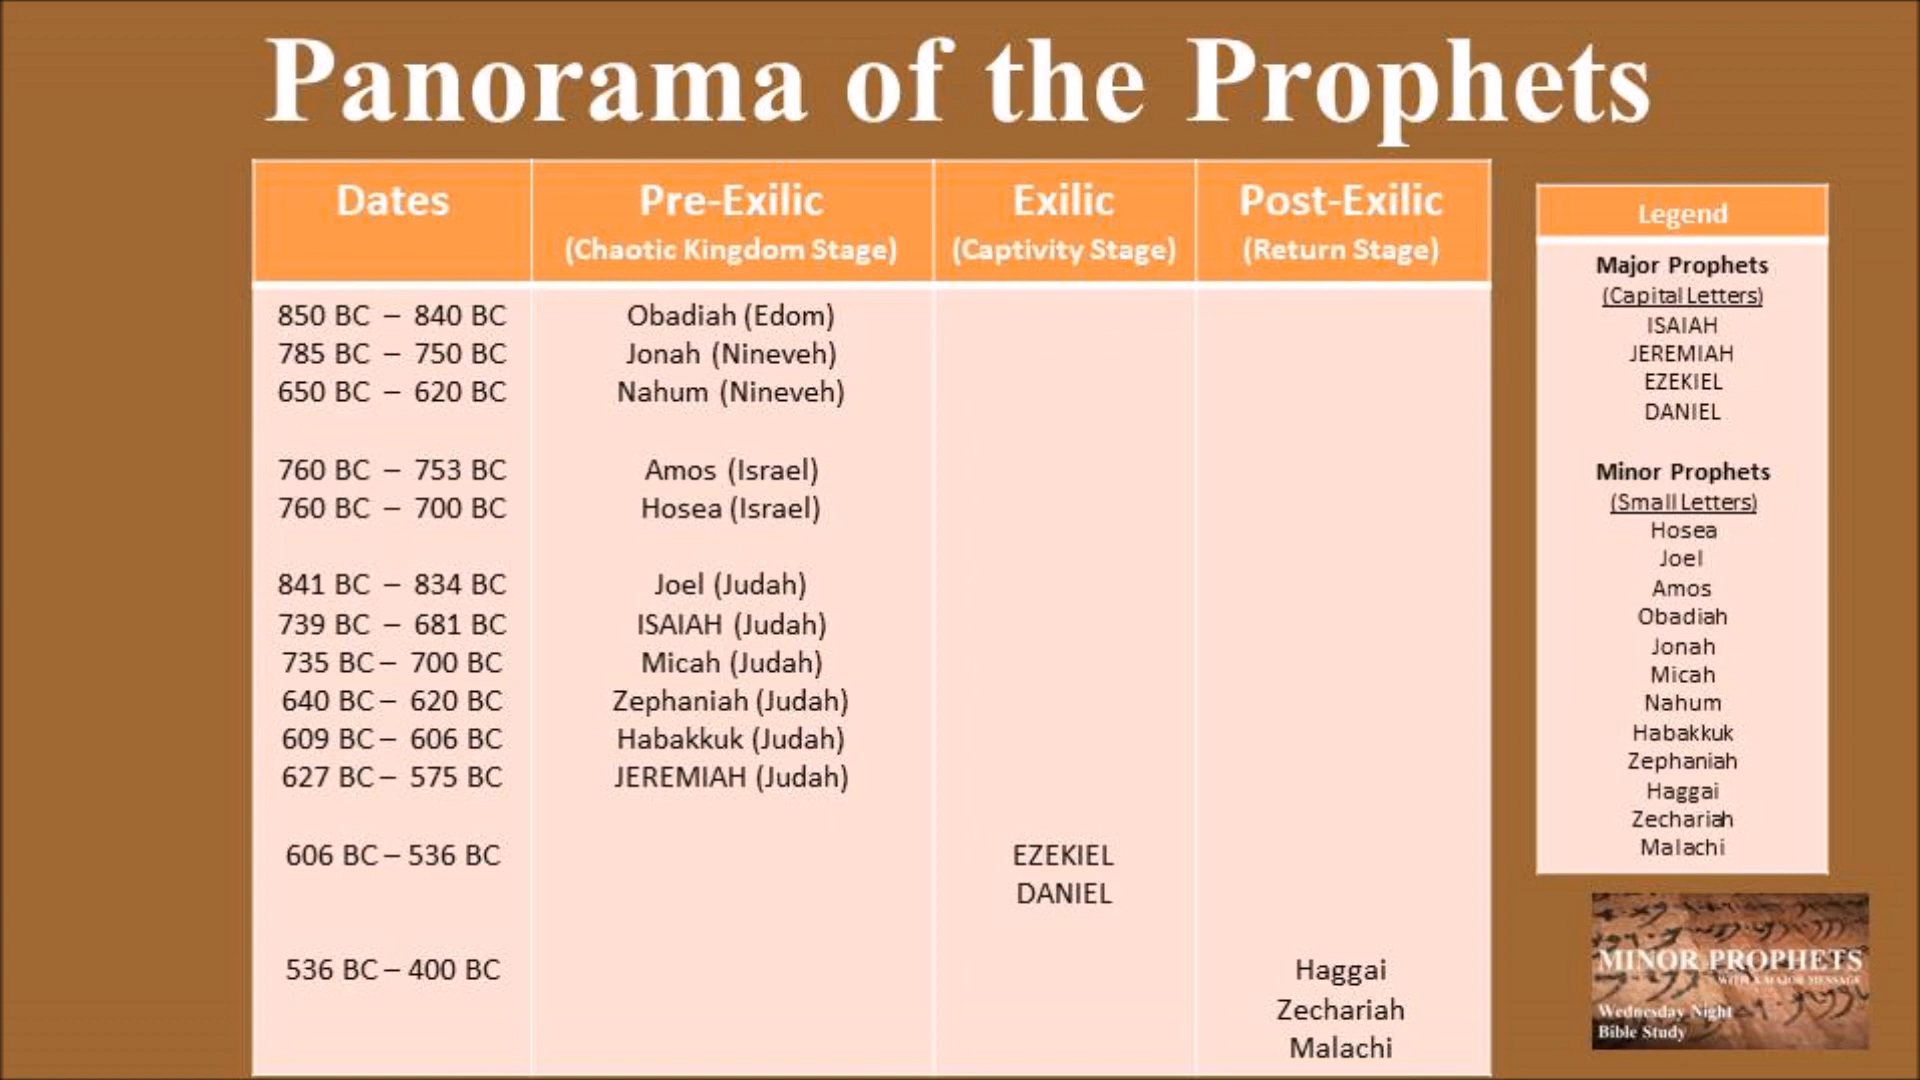 Panorama of the Prophets
Dates Pre-Exilic Exilic Post-Exilic
(Chaotic Kingdom Stage) (Captivity Stage) (Return Stage)
850 BC – 840 BC Obadiah (Edom)
785 BC – 750 BC Jonah (Nineveh)
650 BC – 620 BC Nahum (Nineveh)
760 BC – 753 BC Amos (Israel)
760 BC – 700 BC Hosea (Israel)
841 BC – 834 BC Joel (Judah)
739 BC – 681 BC ISAIAH (Judah)
735 BC – 700 BC Micah (Judah)
640 BC – 620 BC Zephaniah (Judah)
609 BC – 606 BC Habakkuk (Judah)
627 BC – 575 BC JEREMIAH (Judah)
606 BC – 536 BC EZEKIEL
DANIEL
536 BC – 400 BC Haggai
Zechariah
Malachi
Legend
Major Prophets
(Capital Letters)
ISAIAH
JEREMIAH
EZEKIEL
DANIEL
Minor Prophets
(Small Letters)
Hosea
Joel
Amos
Obadiah
Jonah
Micah
Nahum
Habakkuk
Zephaniah
Haggai
Zechariah
Malachi
MINOR PROPHETS
WITH A MAJOR MESSAGE
Wednesday Night
Bible Study